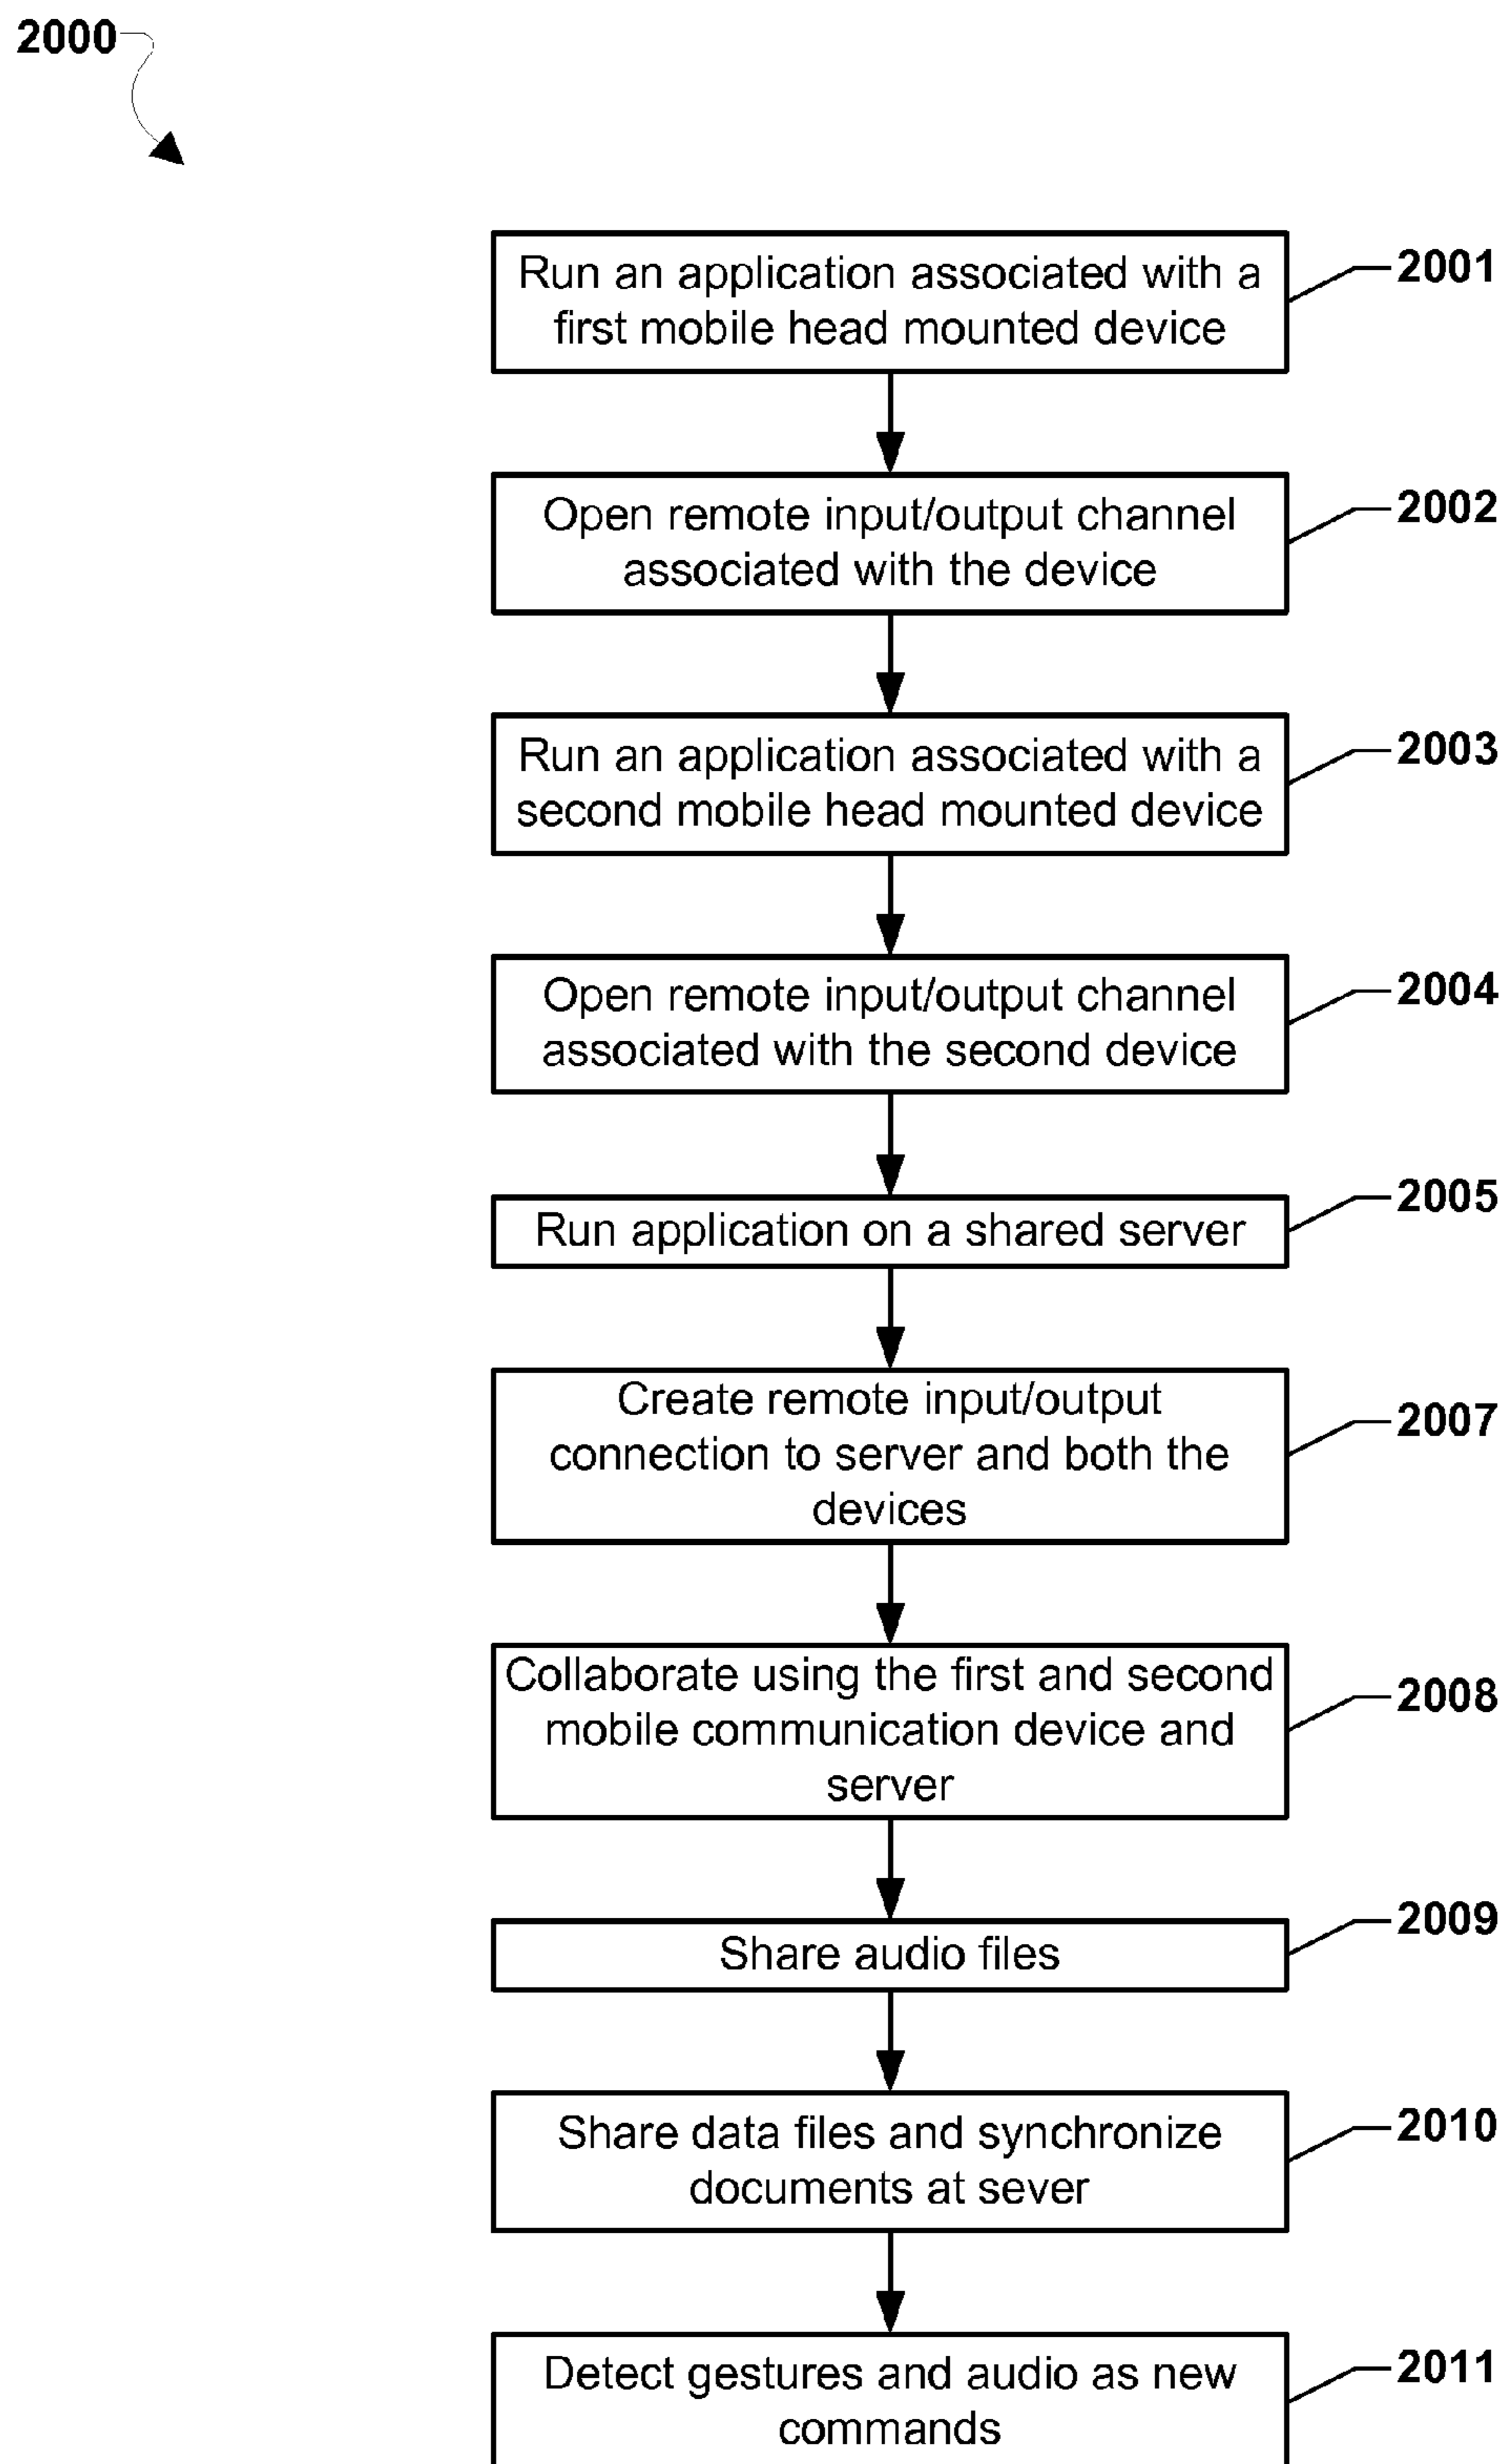 2000
Run an application associated with a
first mobile head mounted device
2001
Open remote input/output channel
associated with the device
2002
Run an application associated with a
second mobile head mounted device
2003
Open remote input/output channel
associated with the second device
2004
Run application on a shared server
2005
Create remote input/output
connection to server and both the
devices
2007
Collaborate using the first and second
mobile communication device and
server
2008
Share audio files
2009
Share data files and synchronize
documents at sever
2010
Detect gestures and audio as new
commands
2011